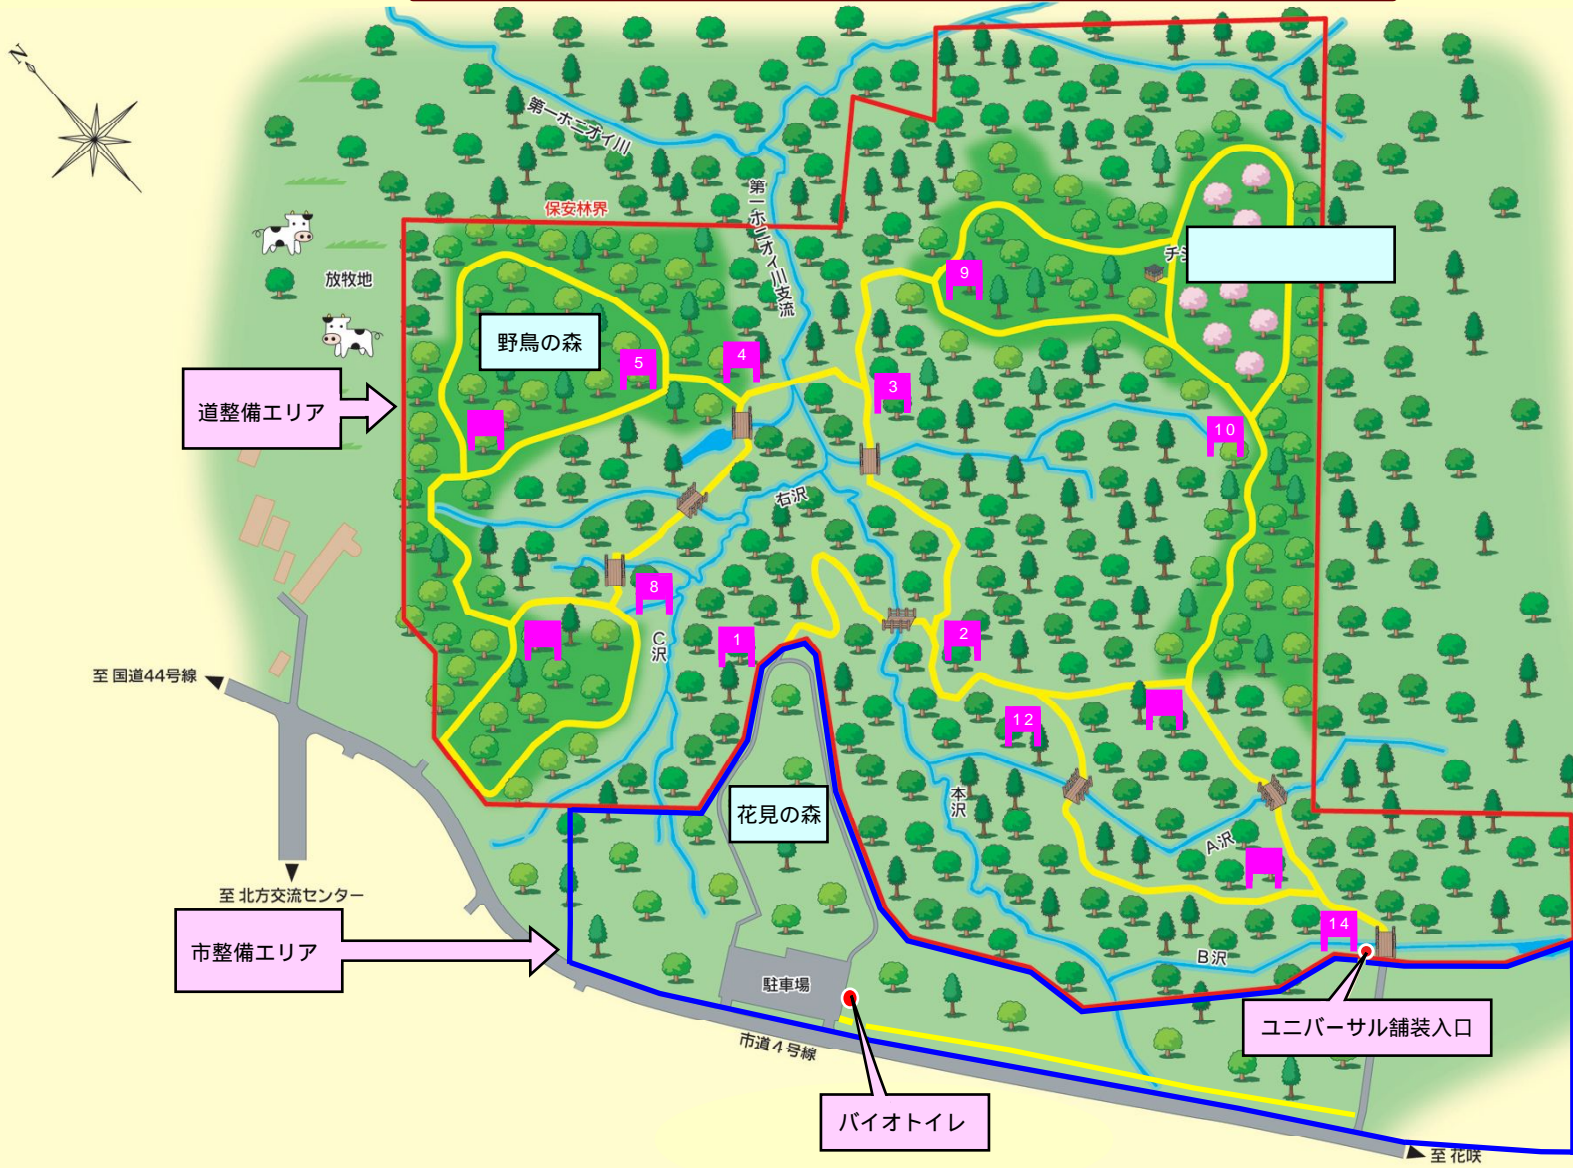 N
第一ホニオイ川
第一ホニオイ川支流
保安林界
放牧地
チシ
9
野鳥の森
5
4
3
道整備エリア
10
右沢
8
C沢
1
2
至 国道44号線
12
花見の森
本沢
A沢
至 北方交流センター
市整備エリア
14
B沢
駐車場
ユニバーサル舗装入口
市道4号線
バイオトイレ
至 花咲